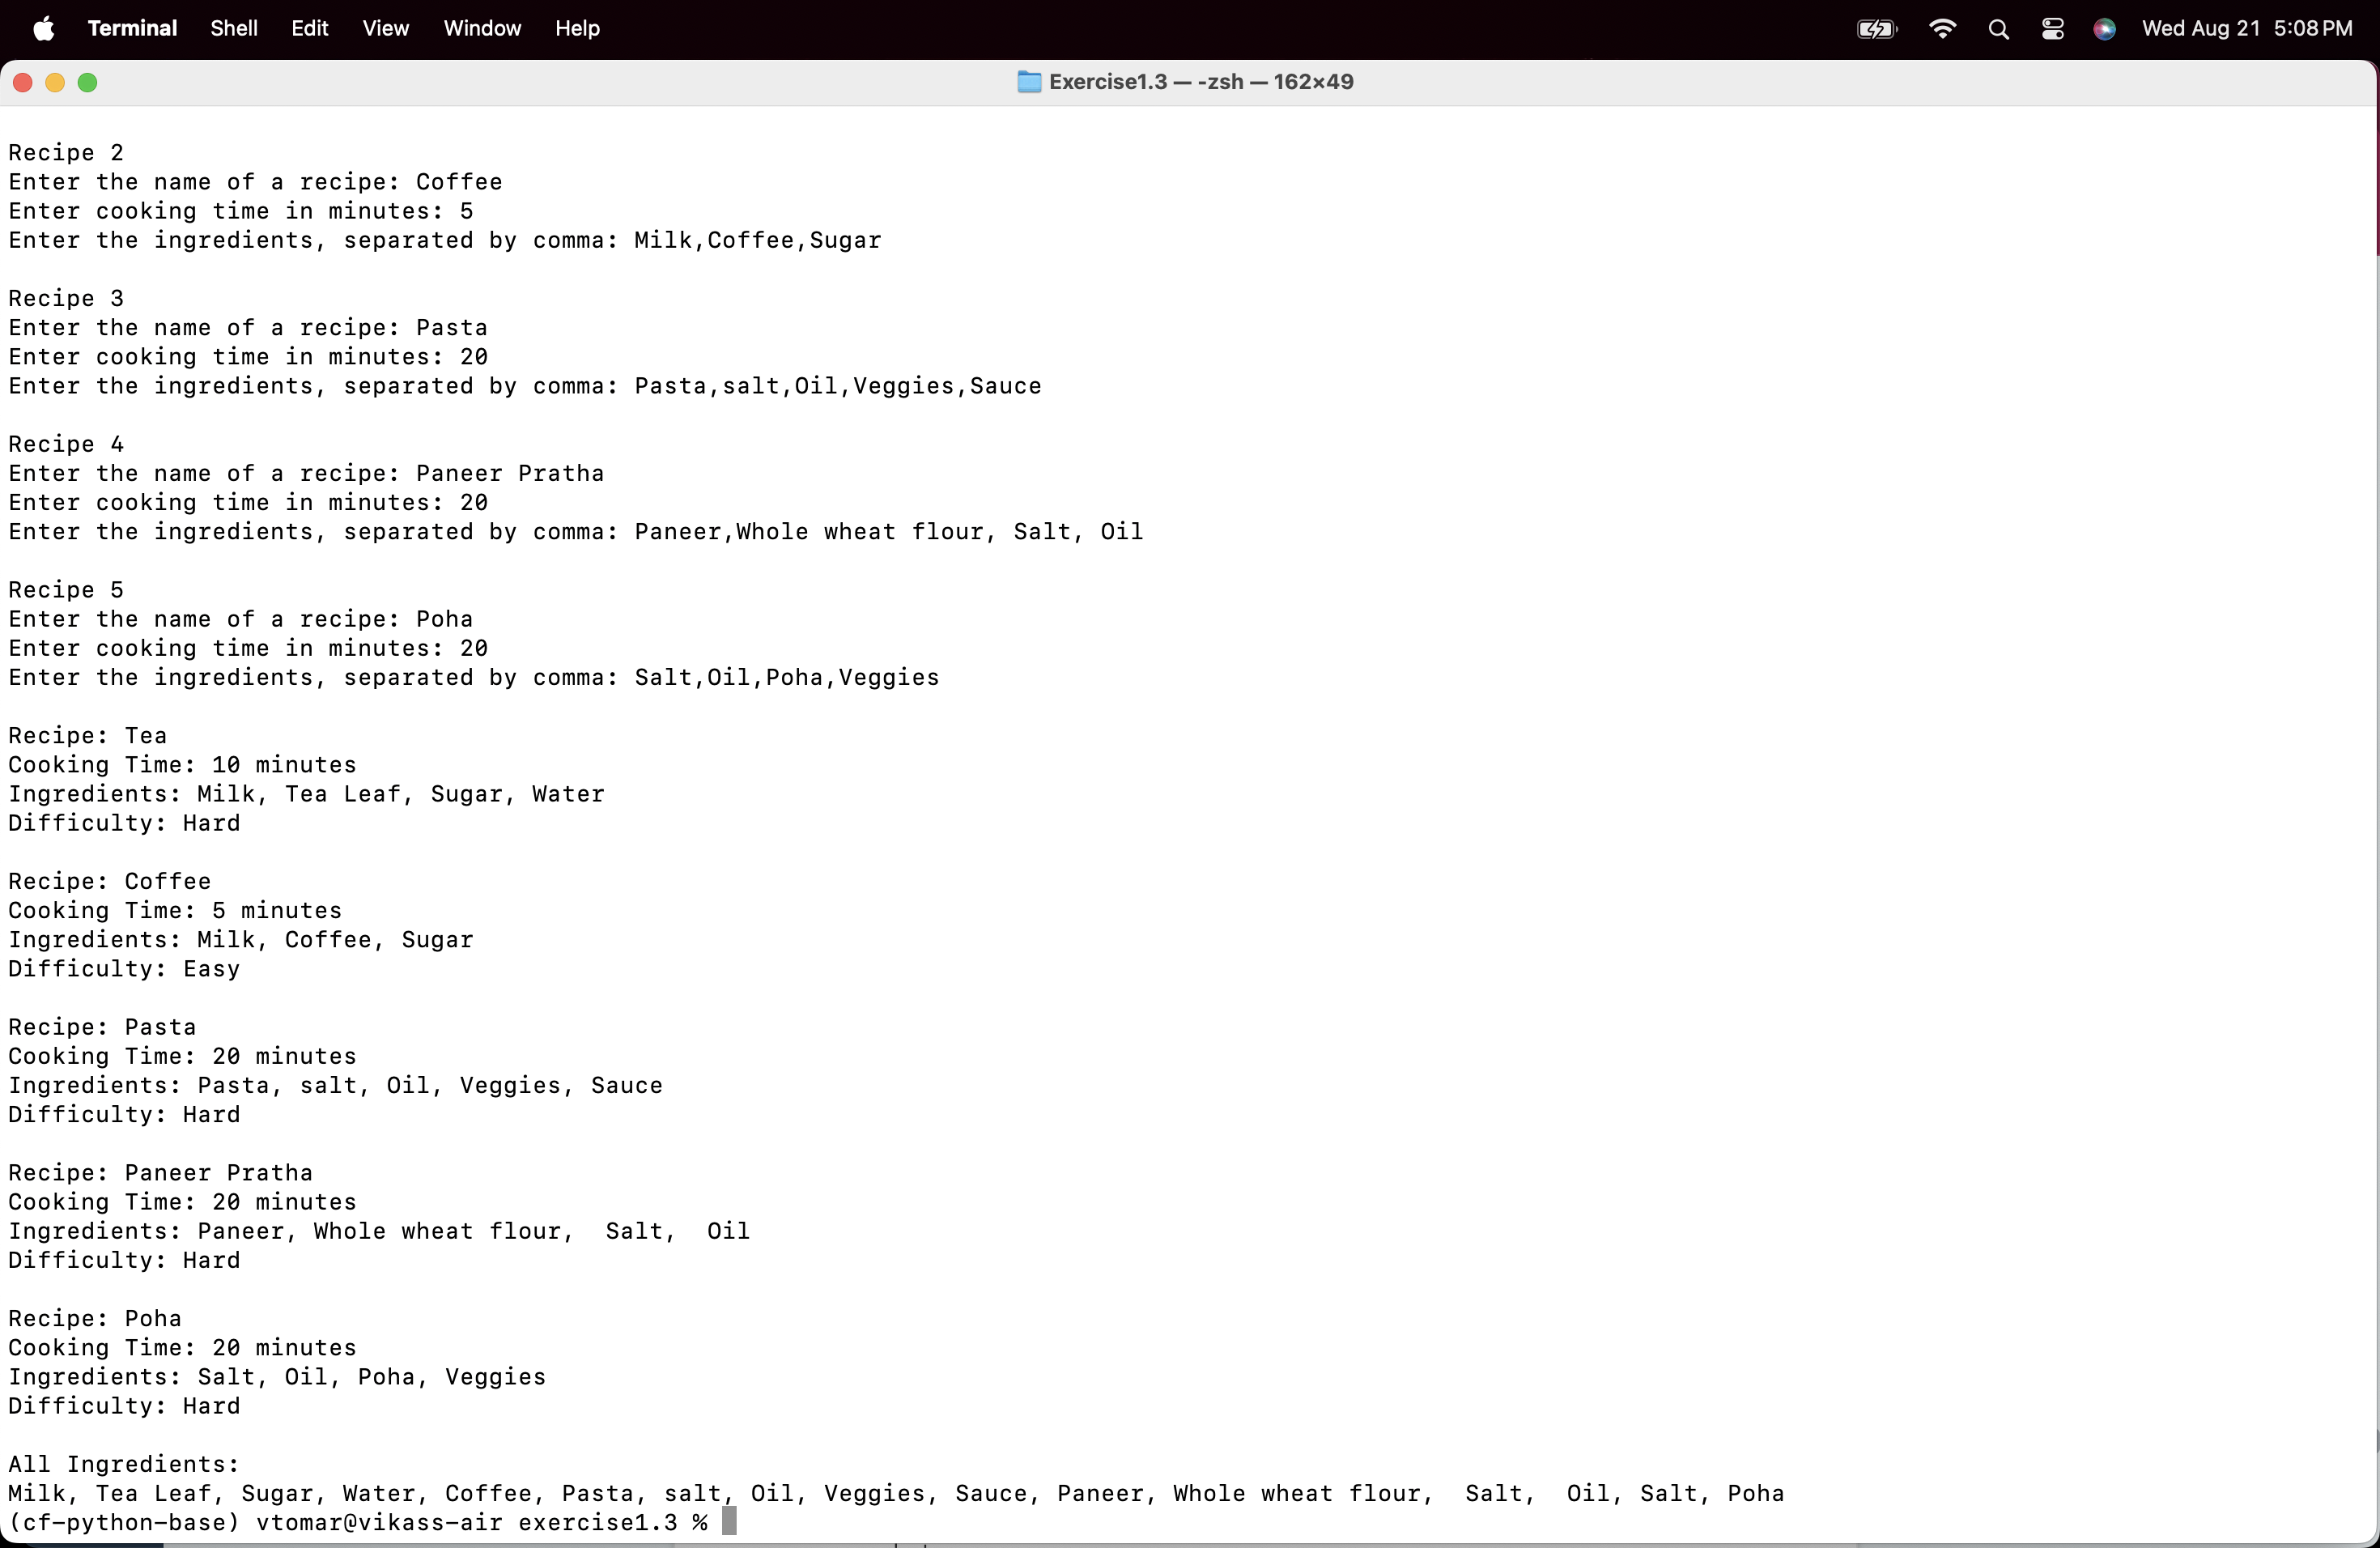 Terminal Shell Edit View Window Help Wed Aug 21 5:08 PM
Exercise1.3 — -zsh — 162×49
Recipe 2
Enter the name of a recipe: Coffee
Enter cooking time in minutes: 5
Enter the ingredients, separated by comma: Milk,Coffee,Sugar
Recipe 3
Enter the name of a recipe: Pasta
Enter cooking time in minutes: 20
Enter the ingredients, separated by comma: Pasta,salt,Oil,Veggies,Sauce
Recipe 4
Enter the name of a recipe: Paneer Pratha
Enter cooking time in minutes: 20
Enter the ingredients, separated by comma: Paneer,Whole wheat flour, Salt, Oil
Recipe 5
Enter the name of a recipe: Poha
Enter cooking time in minutes: 20
Enter the ingredients, separated by comma: Salt,Oil,Poha,Veggies
Recipe: Tea
Cooking Time: 10 minutes
Ingredients: Milk, Tea Leaf, Sugar, Water
Difficulty: Hard
Recipe: Coffee
Cooking Time: 5 minutes
Ingredients: Milk, Coffee, Sugar
Difficulty: Easy
Recipe: Pasta
Cooking Time: 20 minutes
Ingredients: Pasta, salt, Oil, Veggies, Sauce
Difficulty: Hard
Recipe: Paneer Pratha
Cooking Time: 20 minutes
Ingredients: Paneer, Whole wheat flour,  Salt,  Oil
Difficulty: Hard
Recipe: Poha
Cooking Time: 20 minutes
Ingredients: Salt, Oil, Poha, Veggies
Difficulty: Hard
All Ingredients:
Milk, Tea Leaf, Sugar, Water, Coffee, Pasta, salt, Oil, Veggies, Sauce, Paneer, Whole wheat flour,  Salt,  Oil, Salt, Poha
(cf-python-base) vtomar@vikass-air exercise1.3 %